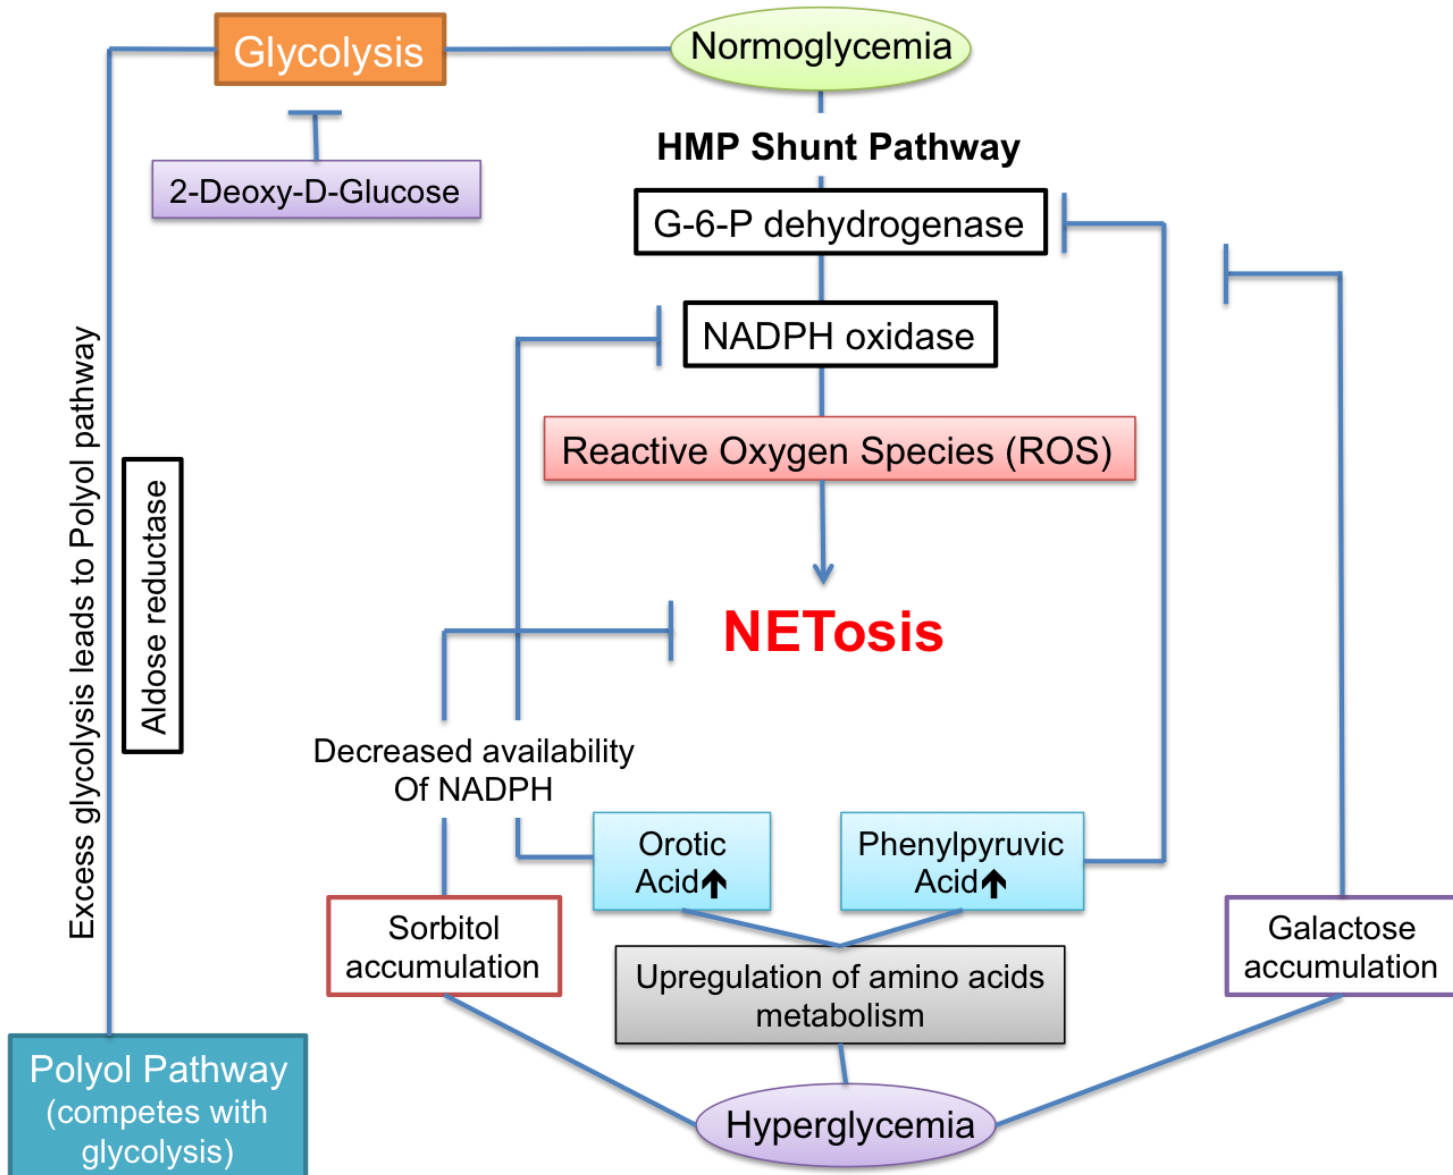 Glycolysis
Normoglycemia
HMP Shunt Pathway
2-Deoxy-D-Glucose
G-6-P dehydrogenase
NADPH oxidase
Reactive Oxygen Species (ROS)
NETosis
Excess glycolysis leads to Polyol pathway
Aldose reductase
Decreased availability
Of NADPH
Orotic
Acid🡅
Phenylpyruvic
Acid🡅
Sorbitol
accumulation
Upregulation of amino acids
metabolism
Galactose
accumulation
Polyol Pathway
(competes with
glycolysis)
Hyperglycemia